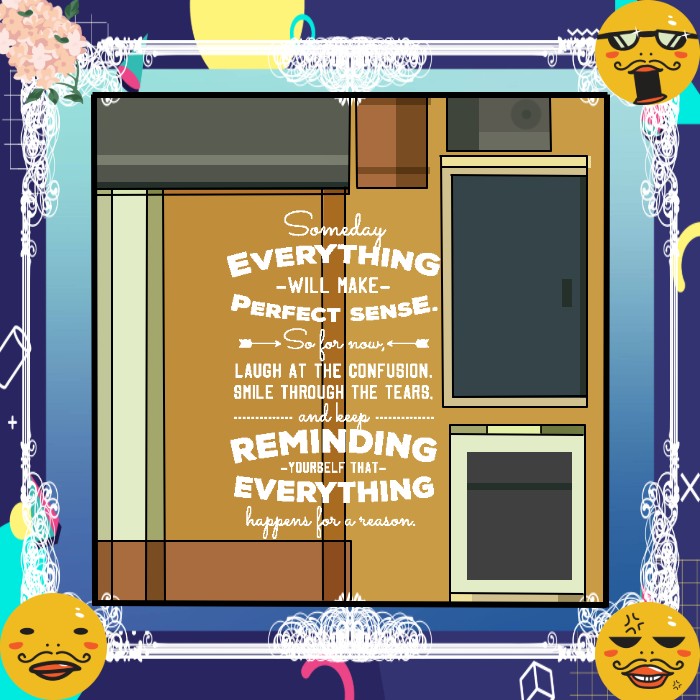 Someday
EVERYTHING
-WILL MAKE-
PERFECT SENSE.
So for now,
LAUGH AT THE CONFUSION.
SMILE THROUGH THE TEARS.
and keep
REMINDING
-YOURSELF THAT-
EVERYTHING
happens for a reason.